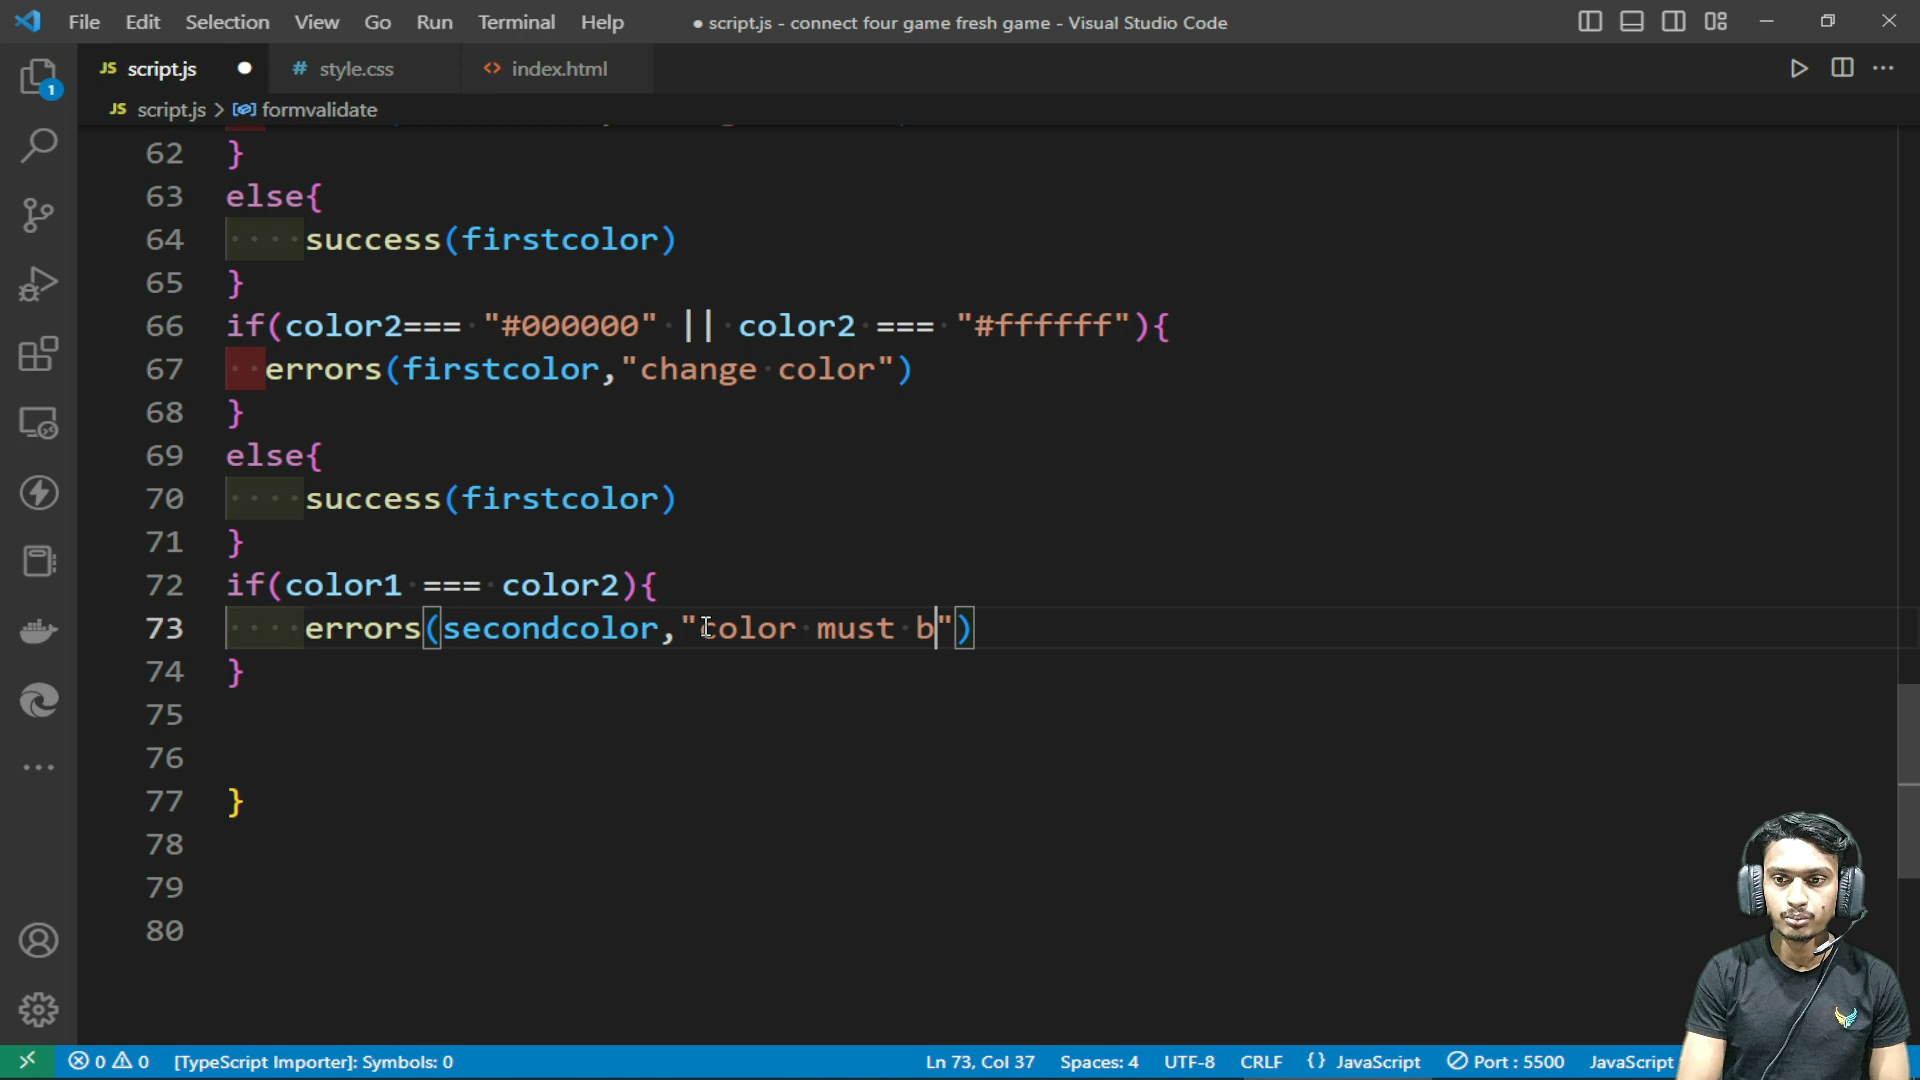 File Edit Selection View Go Run Terminal Help ● script.js - connect four game fresh game - Visual Studio Code
JS script.js ● # style.css <> index.html
1
JS script.js > formvalidate
62 }
63 else{
64 success(firstcolor)
65 }
66 if(color2=== "#000000" || color2 === "#ffffff"){
67 errors(firstcolor,"change color")
68 }
69 else{
70 success(firstcolor)
71 }
72 if(color1 === color2){
73 errors(secondcolor,"color must b")
74 }
75
76
77 }
78
79
80
0 0 [TypeScript Importer]: Symbols: 0 Ln 73, Col 37 Spaces: 4 UTF-8 CRLF {} JavaScript Port : 5500 JavaScript